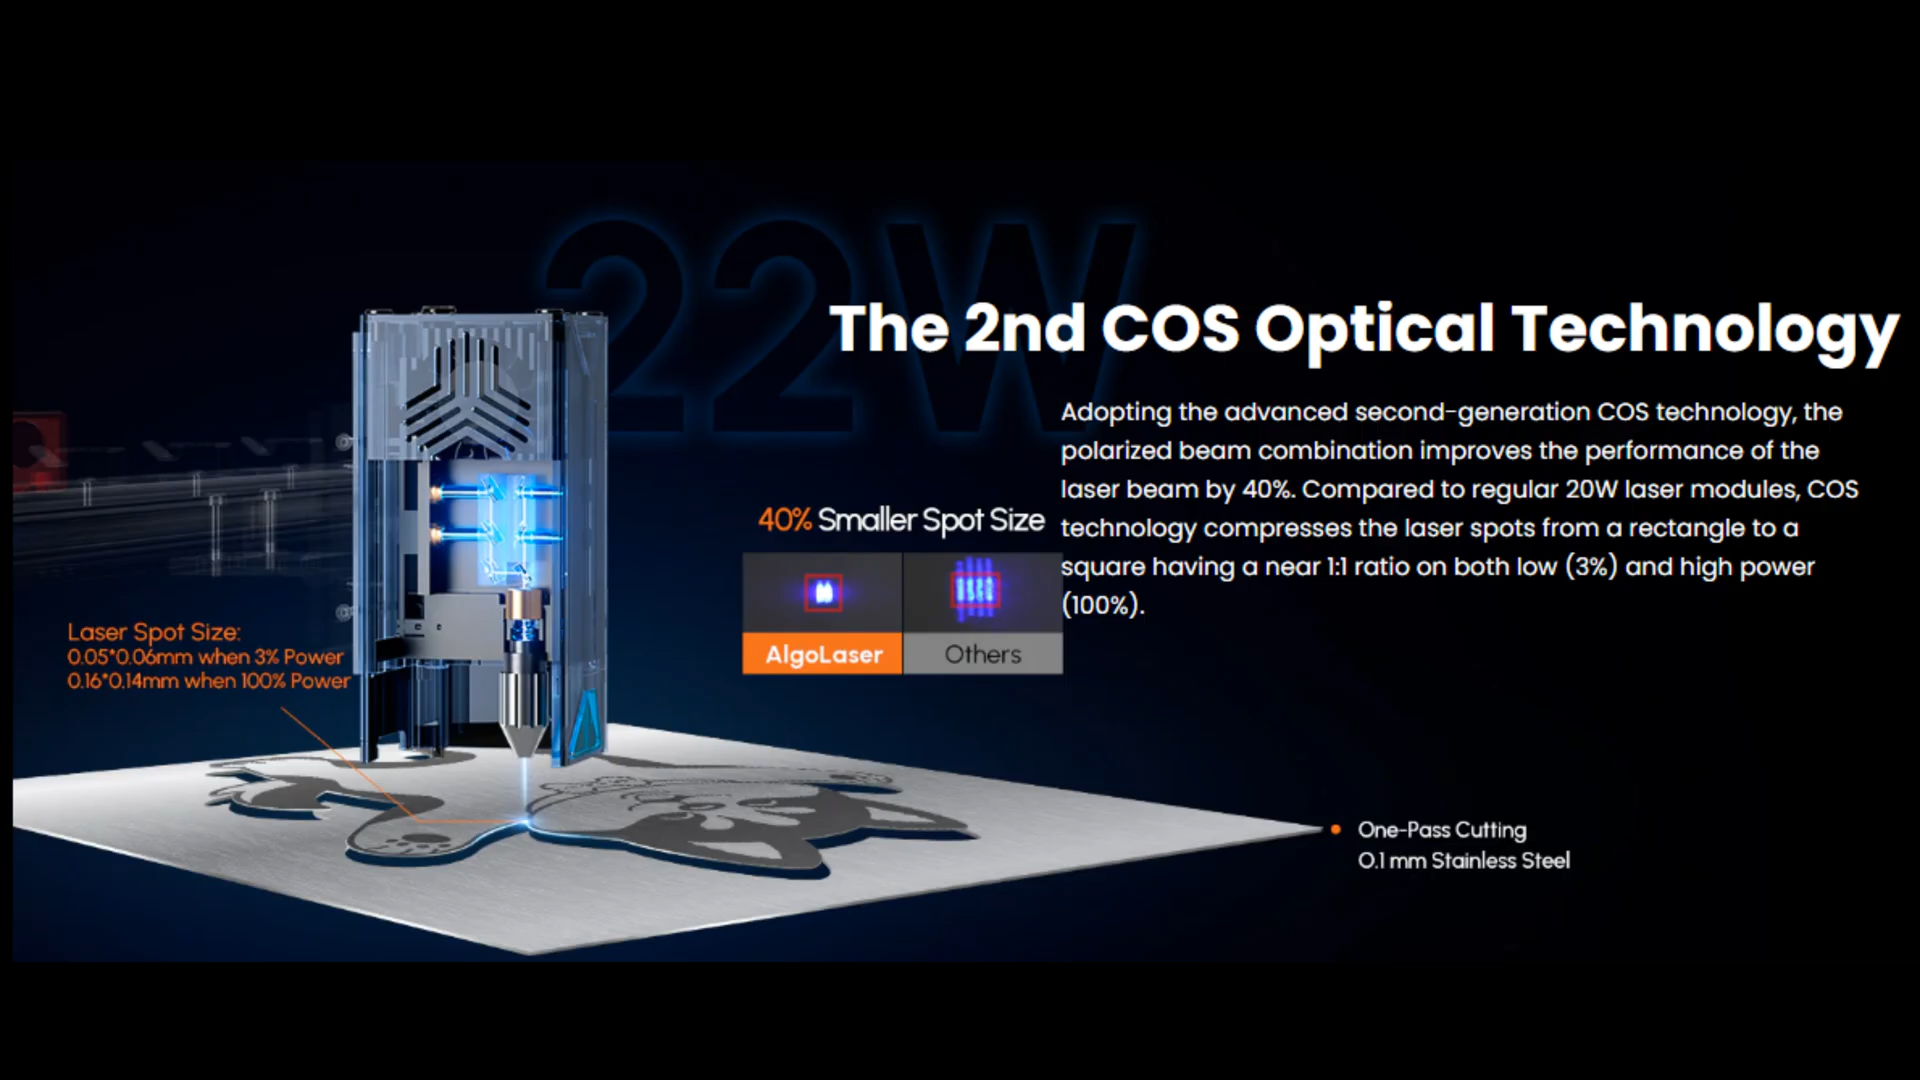 22W
The 2nd COS Optical Technology
Adopting the advanced second-generation COS technology, the
polarized beam combination improves the performance of the
laser beam by 40%. Compared to regular 20W laser modules, COS
technology compresses the laser spots from a rectangle to a
square having a near 1:1 ratio on both low (3%) and high power
(100%).
40% Smaller Spot Size
AlgoLaser
Others
Laser Spot Size:
0.05*0.06mm when 3% Power
0.16*0.14mm when 100% Power
One-Pass Cutting
0.1 mm Stainless Steel